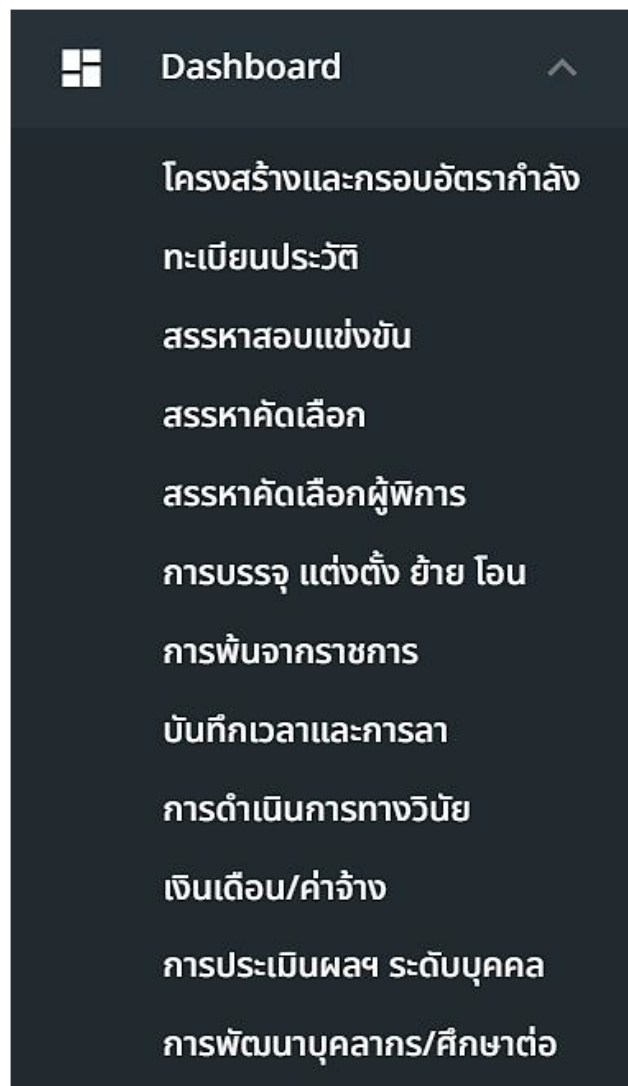 Dashboard
โครงสร้างและกรอบอัตรากำลัง
ทะเบียนประวัติ
สรรหาสอบแข่งขัน
สรรหาคัดเลือก
สรรหาคัดเลือกผู้พิการ
การบรรจุ แต่งตั้ง ย้าย โอน
การพ้นจากราชการ
บันทึกเวลาและการลา
การดำเนินการทางวินัย
เงินเดือน/ค่าจ้าง
การประเมินผลฯ ระดับบุคคล
การพัฒนาบุคลากร/ศึกษาต่อ